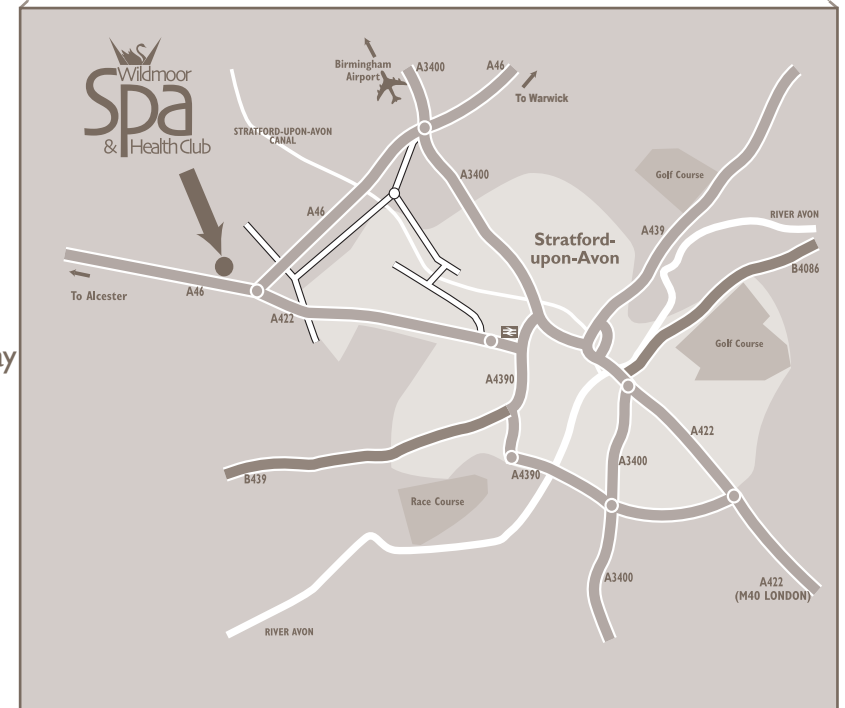 Wildmoor
Spa
& Health Club
Birmingham
Airport
A3400
A46
To Warwick
STRATFORD-UPON-AVON
CANAL
A3400
Golf Course
A46
A439
RIVER AVON
Stratford-
upon-Avon
B4086
To Alcester
A46
A422
Golf Course
ay
A4390
A422
B439
A4390
A3400
Race Course
A3400
A422
(M40 LONDON)
RIVER AVON